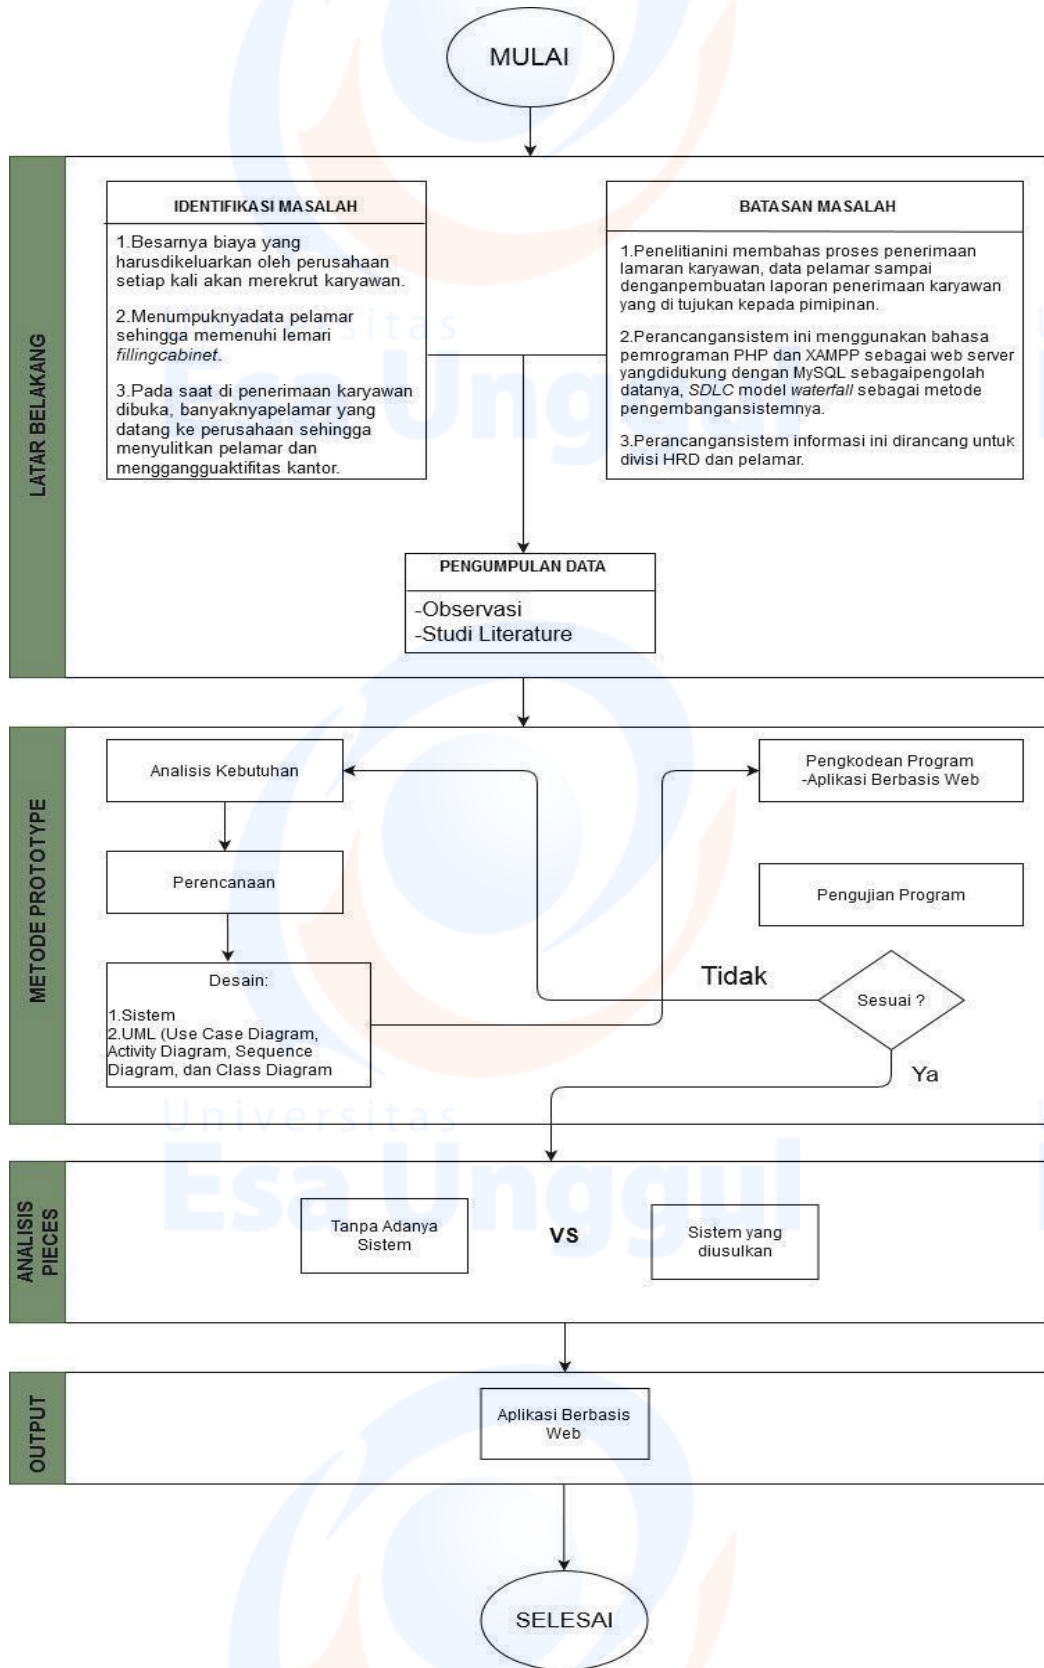 MULAI
LATAR BELAKANG
IDENTIFIKASI MASALAH
1.Besarnya biaya yang
harusdikeluarkan oleh perusahaan
setiap kali akan merekrut karyawan.
2.Menumpuknyadata pelamar
sehingga memenuhi lemari
fillingcabinet.
3.Pada saat di penerimaan karyawan
dibuka, banyaknyapelamar yang
datang ke perusahaan sehingga
menyulitkan pelamar dan
mengganguaktifitas kantor.
BATASAN MASALAH
1.Penelitianini membahas proses penerimaan
lamaran karyawan, data pelamar sampai
denganpembuatan laporan penerimaan karyawan
yang di tujukan kepada pimipinan.
2.Perancangansistem ini menggunakan bahasa
pemrograman PHP dan XAMPP sebagai web server
yangdidukung dengan MySQL sebagaipengolah
datanya, SDLC model waterfall sebagai metode
pengembangansistemnya.
3.Perancangansistem informasi ini dirancang untuk
divisi HRD dan pelamar.
Universitas
Esa Unggul
PENGUMPULAN DATA
-Observasi
-Studi Literature
METODE PROTOTYPE
Analisis Kebutuhan
Perencanaan
Desain:
1.Sistem
2.UML (Use Case Diagram,
Activity Diagram, Sequence
Diagram, dan Class Diagram
Pengkodean Program
-Aplikasi Berbasis Web
Pengujian Program
Sesuai ?
Tidak
Ya
Universitas
Esa Unggul
ANALISIS
PIECES
Tanpa Adanya
Sistem
VS
Sistem yang
diusulkan
OUTPUT
Aplikasi Berbasis
Web
SELESAI